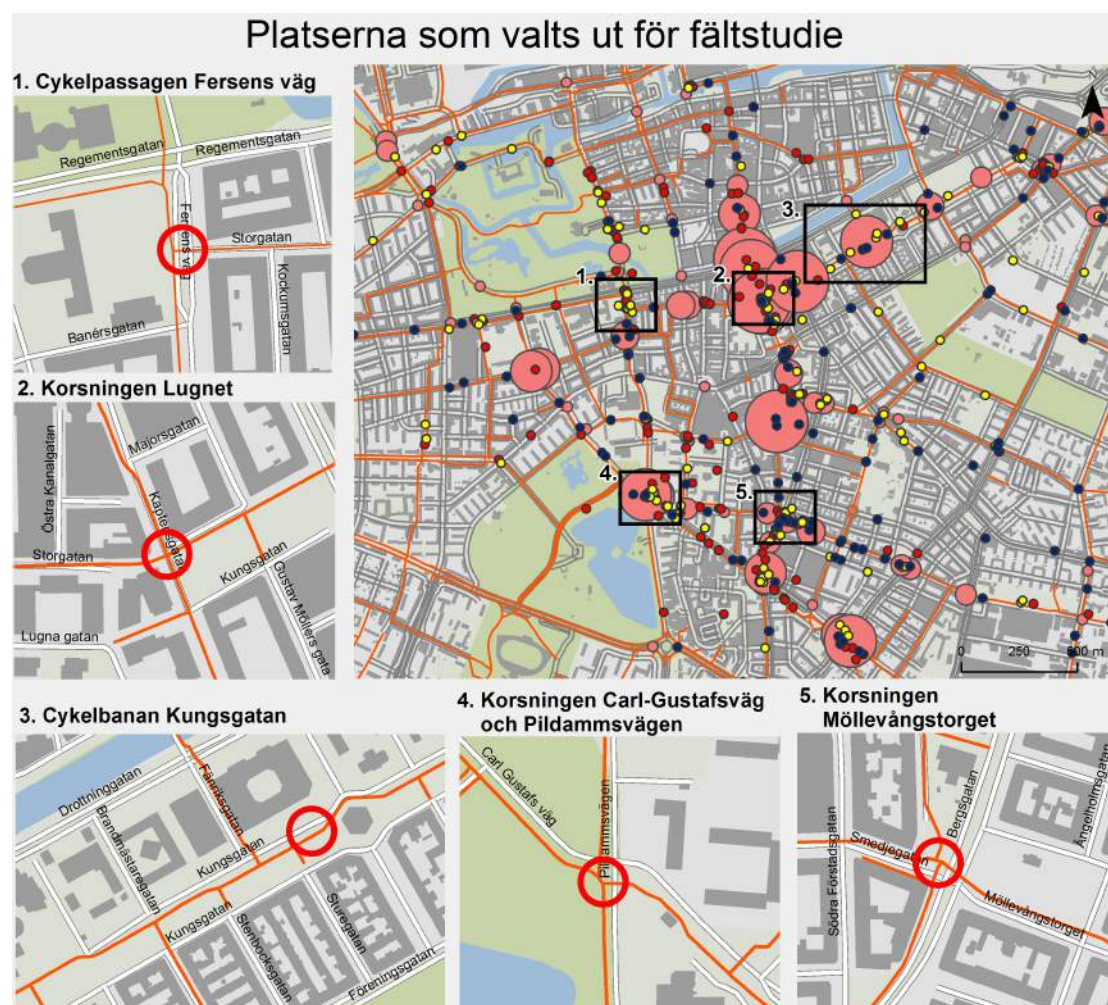 Platserna som valts ut för fältstudie
1. Cykelpassagen Fersens väg
Regementsgatan
Regementsgatan
Fersens väg
Storgatan
Kockumsgatan
Banérsgatan
2. Korsningen Lugnet
Östra Kanalgatan
Majorsgatan
Kaptensgatan
Storgatan
Kungsgatan
Gustav Möllers gata
Lugna gatan
N
1.
2.
3.
4.
5.
0 250 500 m
3. Cykelbanan Kungsgatan
Drottninggatan
Fänriksgatan
Brandmästaregatan
Kungsgatan
Kungsgatan
Stenbocksgatan
Sturegatan
Föreningsgatan
4. Korsningen Carl-Gustafsväg
och Pildammsvägen
Carl Gustafs väg
Pildammsvägen
5. Korsningen
Möllevångstorget
Södra Förstadsgatan
Smedjegatan
Bergsgatan
Ängelholmsgatan
Möllevångstorget